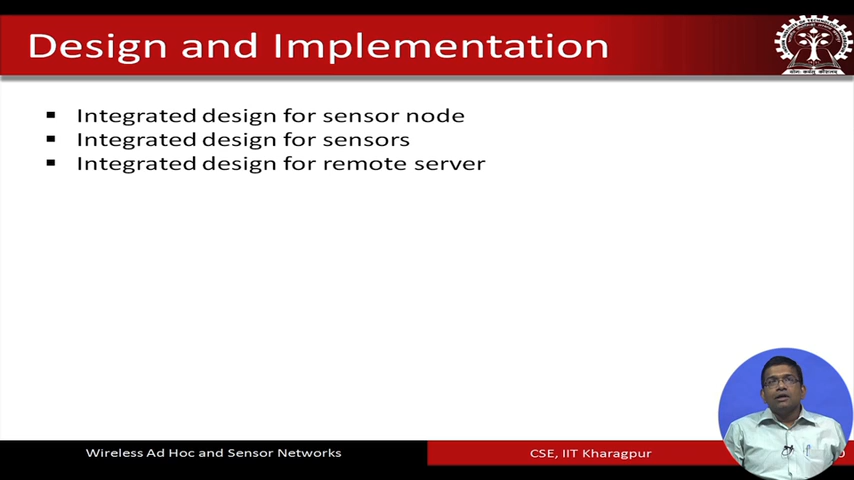 Design and Implementation
Integrated design for sensor node
Integrated design for sensors
Integrated design for remote server
Wireless Ad Hoc and Sensor Networks
CSE, IIT Kharagpur